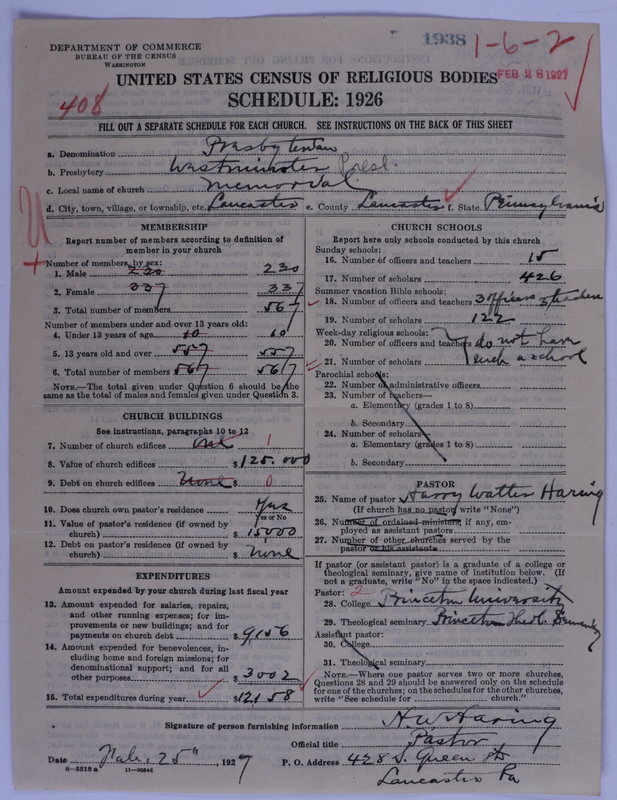 1938
1-6-2
DEPARTMENT OF COMMERCE
BUREAU OF THE CENSUS
WASHINGTON
UNITED STATES CENSUS OF RELIGIOUS BODIES
FEB 28 1927
408
SCHEDULE: 1926
FILL OUT A SEPARATE SCHEDULE FOR EACH CHURCH. SEE INSTRUCTIONS ON THE BACK OF THIS SHEET
a. Denomination Presbyterian
b. Presbytery Westminster Presb.
c. Local name of church Memorial
d. City, town, village, or township, etc. Lancaster e. County Lancaster f. State Pennsylvania
MEMBERSHIP
Report number of members according to definition of member in your church
Number of members, by sex:
1. Male 230 230
2. Female 337 337
3. Total number of members 567
Number of members under and over 13 years old:
4. Under 13 years of age 10 10
5. 13 years old and over 557 557
6. Total number of members 567 567
NOTE.—The total given under Question 6 should be the
same as the total of males and females given under Question 3.
CHURCH BUILDINGS
See instructions, paragraphs 10 to 12
7. Number of church edifices one 1
8. Value of church edifices $125.000
9. Debt on church edifices None $ 0
10. Does church own pastor's residence Yes
Yes or No
11. Value of pastor's residence (if owned by
church) $15000
12. Debt on pastor's residence (if owned by
church) $ none
EXPENDITURES
Amount expended by your church during last fiscal year
13. Amount expended for salaries, repairs,
and other running expenses; for im-
provements or new buildings; and for
payments on church debt $9156
14. Amount expended for benevolences, in-
cluding home and foreign missions; for
denominational support; and for all
other purposes $3002
15. Total expenditures during year $12158
CHURCH SCHOOLS
Report here only schools conducted by this church
Sunday schools:
16. Number of officers and teachers 15
17. Number of scholars 426
Summer vacation Bible schools:
18. Number of officers and teachers 3 officers 5 teachers
19. Number of scholars 122
Week-day religious schools:
20. Number of officers and teachers do not have
21. Number of scholars such a school
Parochial schools:
22. Number of administrative officers
23. Number of teachers—
a. Elementary (grades 1 to 8)
b. Secondary
24. Number of scholars—
a. Elementary (grades 1 to 8)
b. Secondary
PASTOR
25. Name of pastor Harry Walter Haring
(If church has no pastor, write "None")
26. Number of ordained ministers, if any, em-
ployed as assistant pastors
27. Number of other churches served by the
pastor or his assistants
If pastor (or assistant pastor) is a graduate of a college or
theological seminary, give name of institution below. (If
not a graduate, write "No" in the space indicated.)
Pastor: 2
28. College Princeton University
29. Theological seminary Princeton Theol. Seminary
Assistant pastor:
30. College
31. Theological seminary
NOTE.—Where one pastor serves two or more churches,
Questions 28 and 29 should be answered only on the schedule
for one of the churches; on the schedules for the other churches,
write "See schedule for church."
Signature of person furnishing information H W Haring
Official title Pastor
Date Feb. 25", 1927 P. O. Address 428 S. Queen St
8-5518a
Lancaster Pa